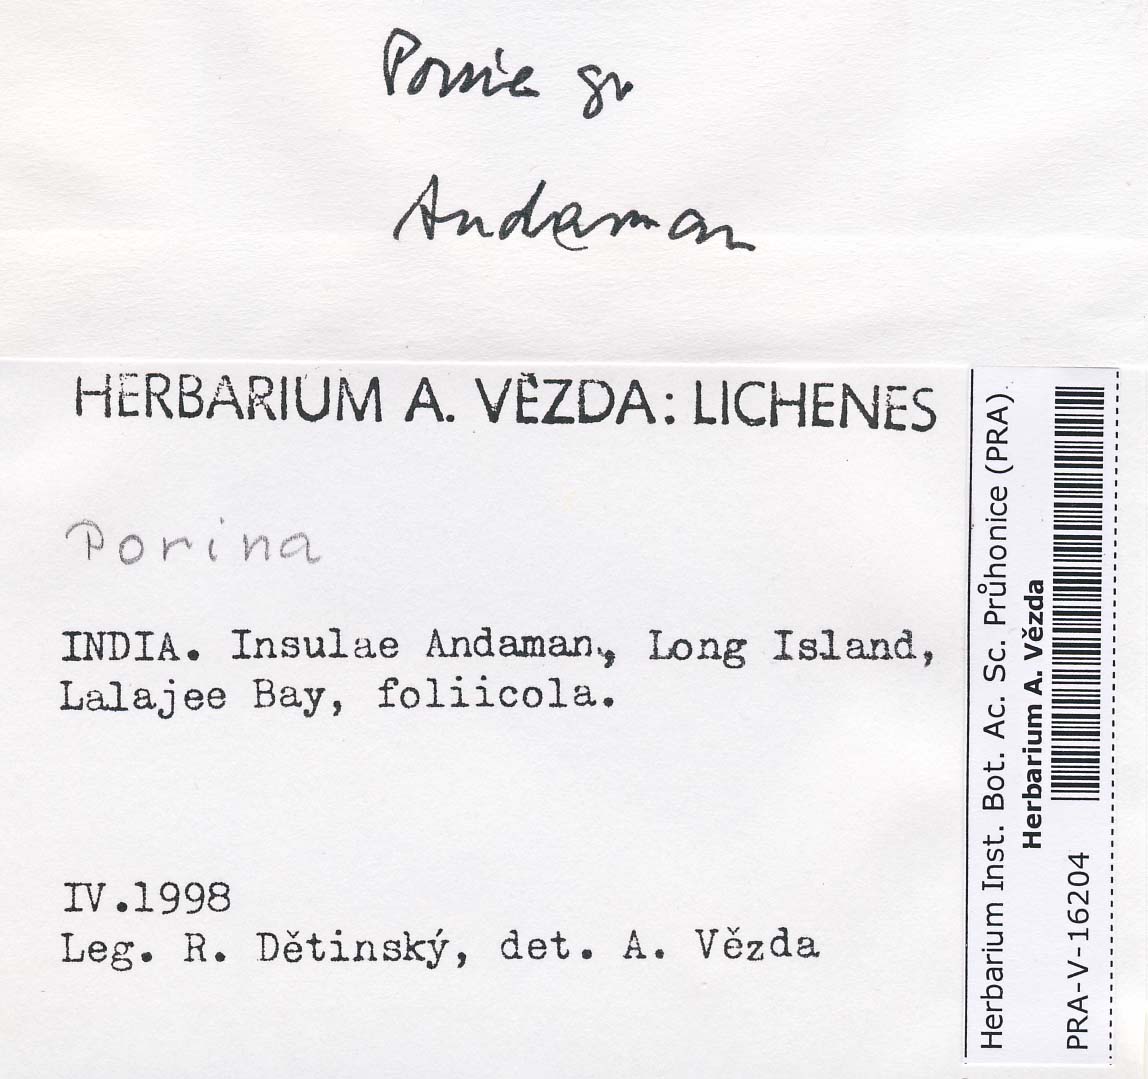 Porina gr
Andaman
HERBARIUM A. VĚZDA: LICHENES
Porina
INDIA. Insulae Andaman., Long Island,
Lalajee Bay, foliicola.
IV.1998
Leg. R. Dětinský, det. A. Vězda
Herbarium Inst. Bot. Ac. Sc. Průhonice (PRA)
Herbarium A. Vězda
PRA-V-16204